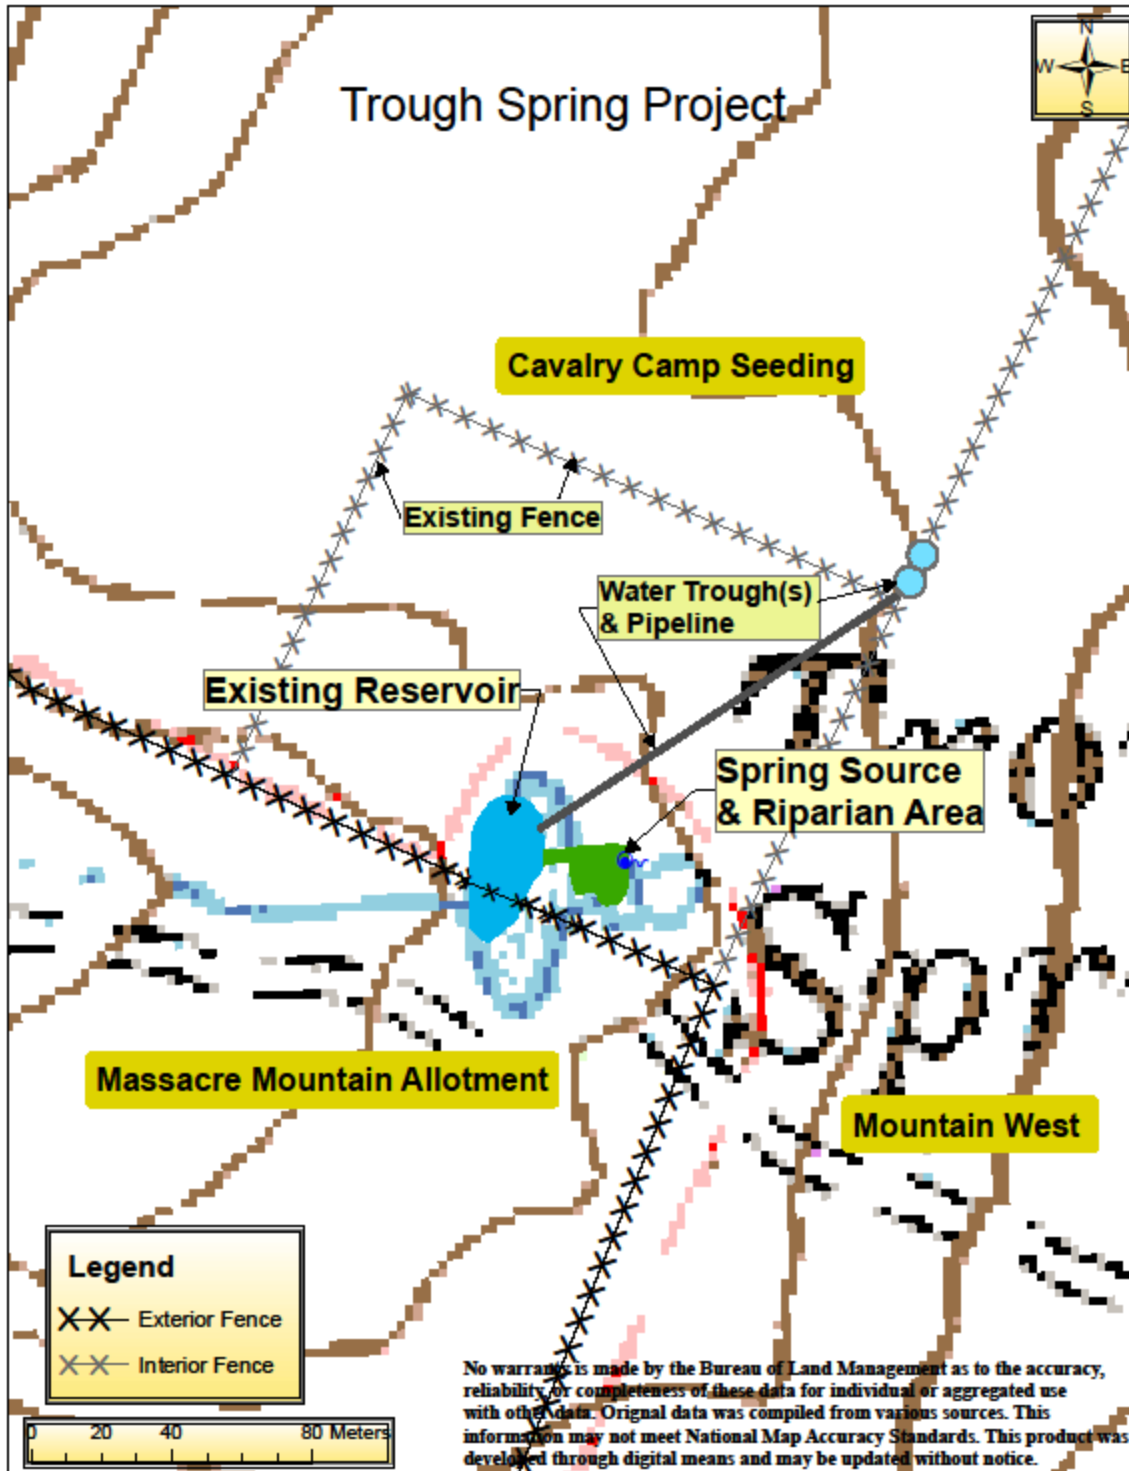 N
W E
S
Trough Spring Project
Cavalry Camp Seeding
Existing Fence
Water Trough(s)
& Pipeline
Existing Reservoir
Spring Source
& Riparian Area
Massacre Mountain Allotment
Mountain West
Legend
Exterior Fence
Interior Fence
0 20 40 80 Meters
No warranty is made by the Bureau of Land Management as to the accuracy,
reliability, or completeness of these data for individual or aggregated use
with other data. Orignal data was compiled from various sources. This
information may not meet National Map Accuracy Standards. This product was
developed through digital means and may be updated without notice.